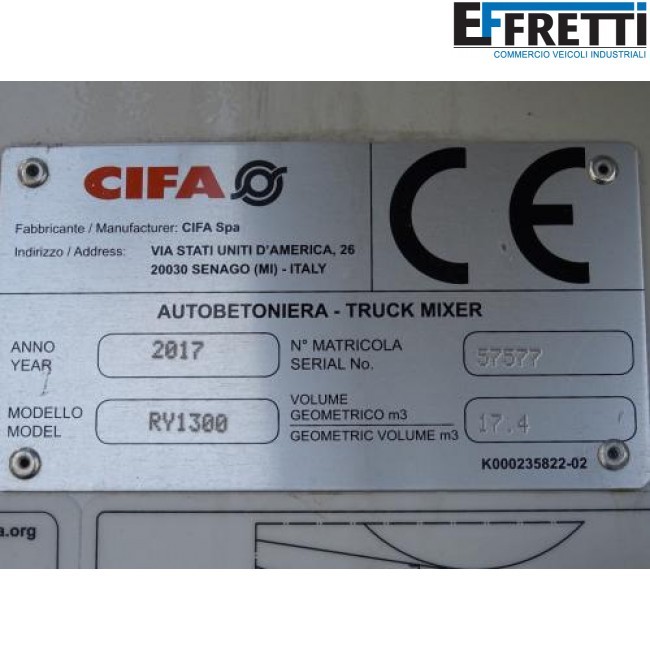 EFFRETTI
COMMERCIO VEICOLI INDUSTRIALI
CIFA
CE
Fabbricante / Manufacturer: CIFA Spa
Indirizzo / Address: VIA STATI UNITI D'AMERICA, 26
20030 SENAGO (MI) - ITALY
AUTOBETONIERA - TRUCK MIXER
ANNO
YEAR
2017
N° MATRICOLA
SERIAL No.
57577
MODELLO
MODEL
RY1300
VOLUME
GEOMETRICO m3
GEOMETRIC VOLUME m3
17.4
K000235822-02
a.org